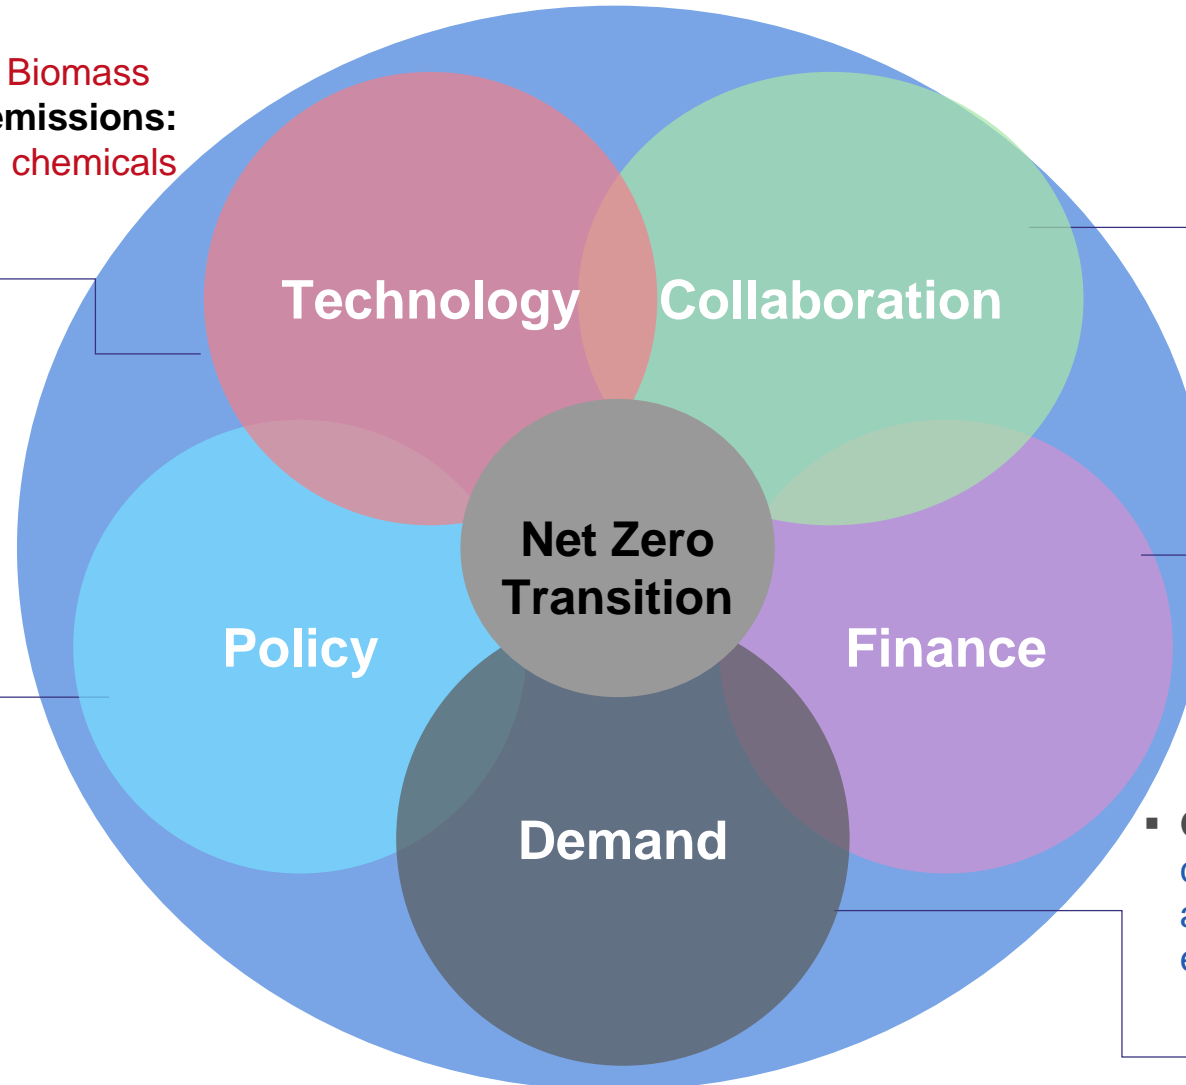 Biomass
emissions:
chemicals
Technology
Collaboration
Net Zero
Transition
Policy
Finance
Demand